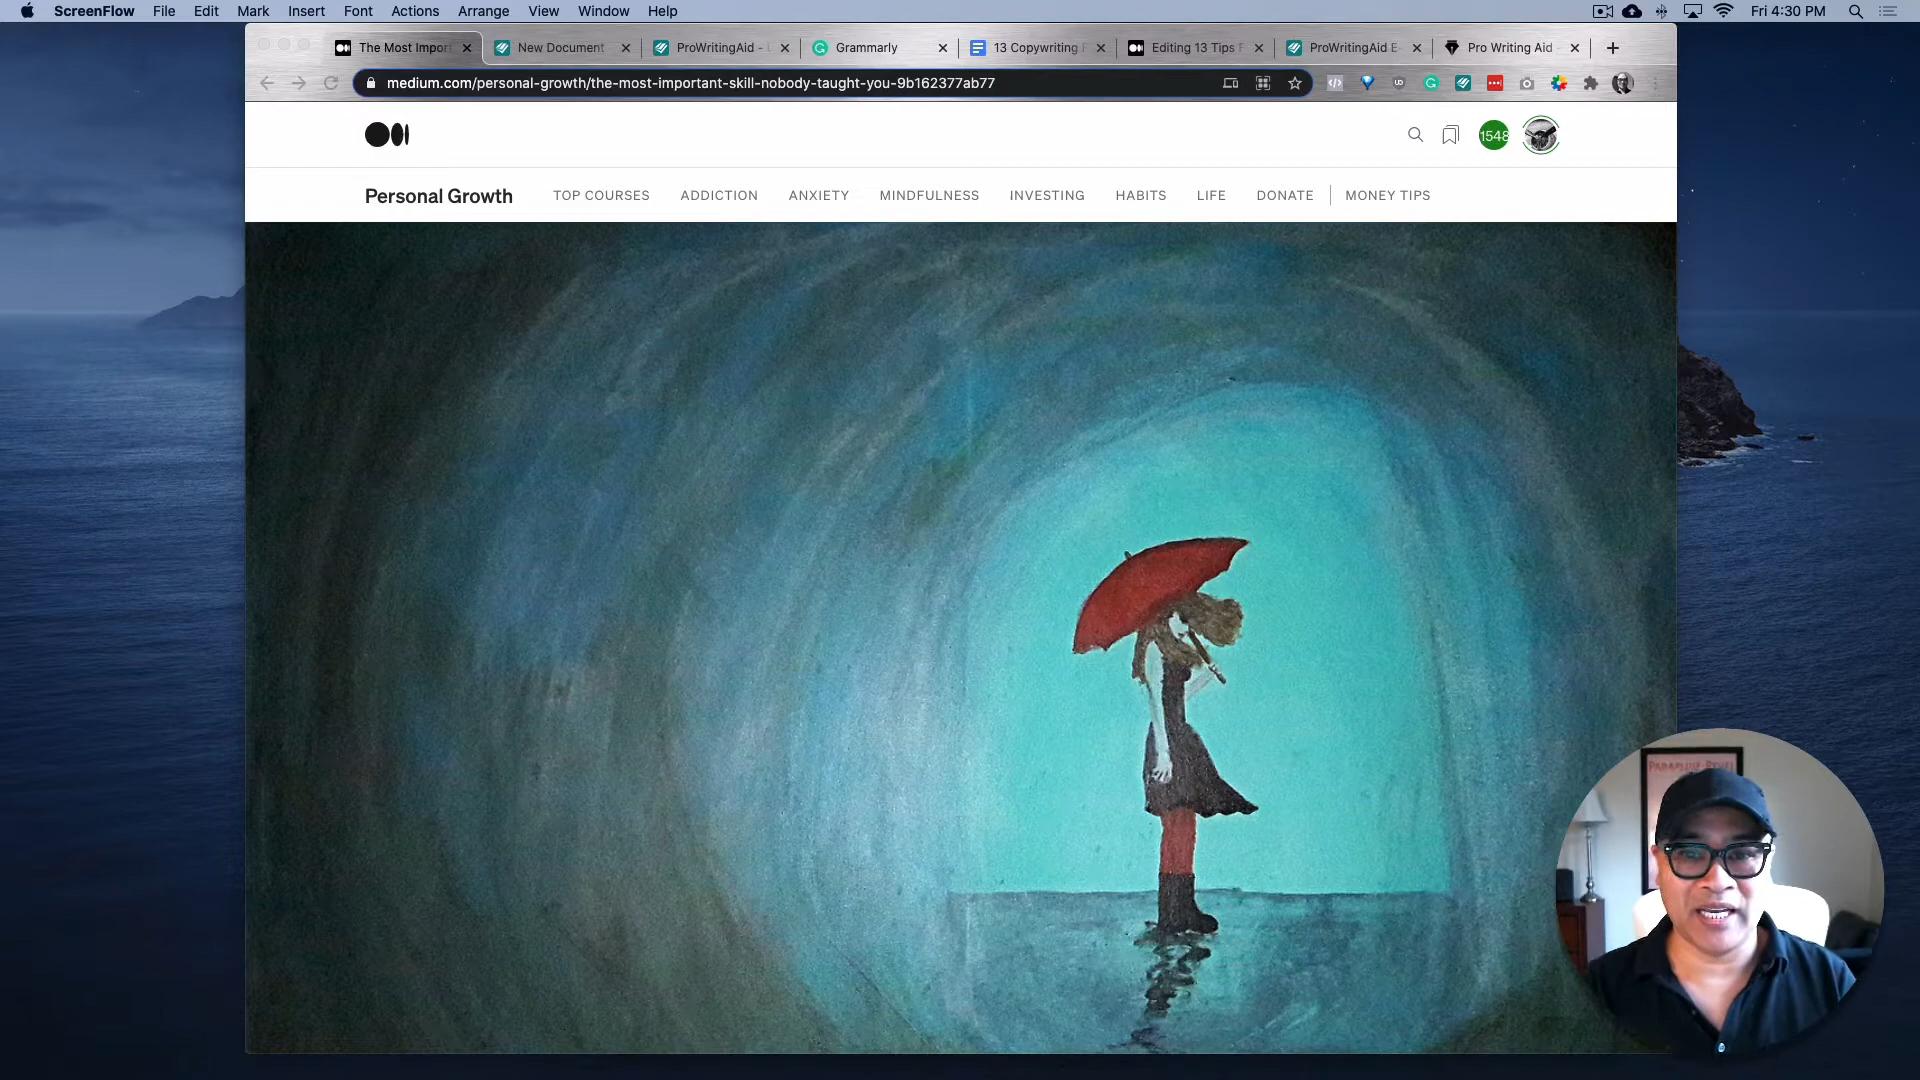 ScreenFlow File Edit Mark Insert Font Actions Arrange View Window Help Fri 4:30 PM
The Most Impor New Document ProWritingAid - Grammarly 13 Copywriting Editing 13 Tips ProWritingAid E Pro Writing Aid -
medium.com/personal-growth/the-most-important-skill-nobody-taught-you-9b162377ab77
1548
Personal Growth TOP COURSES ADDICTION ANXIETY MINDFULNESS INVESTING HABITS LIFE DONATE MONEY TIPS